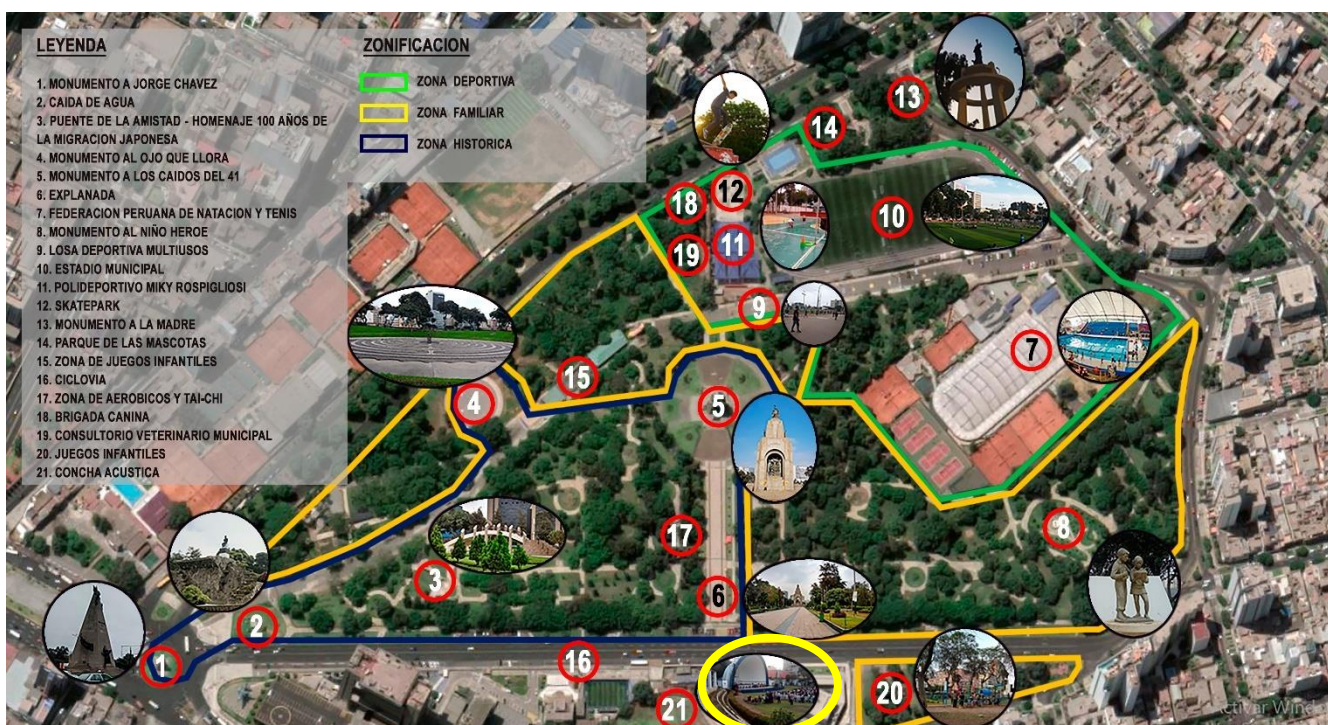 LEYENDA
1. MONUMENTO A JORGE CHAVEZ
2. CAIDA DE AGUA
3. PUENTE DE LA AMISTAD - HOMENAJE 100 AÑOS DE
LA MIGRACION JAPONESA
4. MONUMENTO AL OJO QUE LLORA
5. MONUMENTO A LOS CAIDOS DEL 41
6. EXPLANADA
7. FEDERACION PERUANA DE NATACION Y TENIS
8. MONUMENTO AL NIÑO HEROE
9. LOSA DEPORTIVA MULTIUSOS
10. ESTADIO MUNICIPAL
11. POLIDEPORTIVO MIKY ROSPIGLIOSI
12. SKATEPARK
13. MONUMENTO A LA MADRE
14. PARQUE DE LAS MASCOTAS
15. ZONA DE JUEGOS INFANTILES
16. CICLOVIA
17. ZONA DE AEROBICOS Y TAI-CHI
18. BRIGADA CANINA
19. CONSULTORIO VETERINARIO MUNICIPAL
20. JUEGOS INFANTILES
21. CONCHA ACUSTICA
ZONIFICACION
ZONA DEPORTIVA
ZONA FAMILIAR
ZONA HISTORICA
13
14
12
18
10
11
19
9
7
15
4
5
17
8
3
6
2
1
16
20
21
Activar Wind